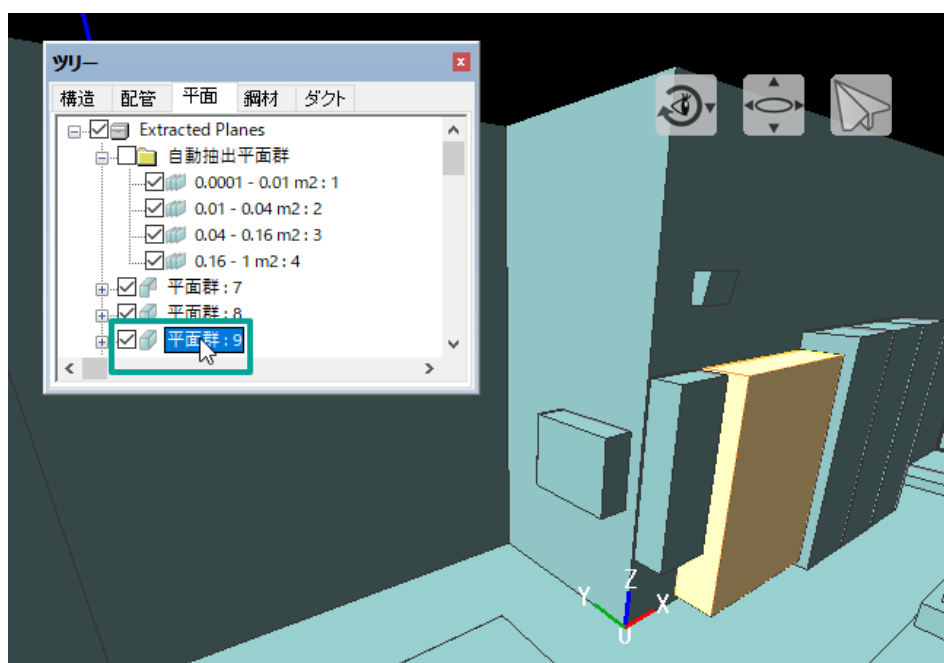 ツリー
構造 配管 平面 鋼材 ダクト
Extracted Planes
自動抽出平面群
0.0001 - 0.01 m2 : 1
0.01 - 0.04 m2 : 2
0.04 - 0.16 m2 : 3
0.16 - 1 m2 : 4
平面群 : 7
平面群 : 8
平面群 : 9
Z
Y
X
U